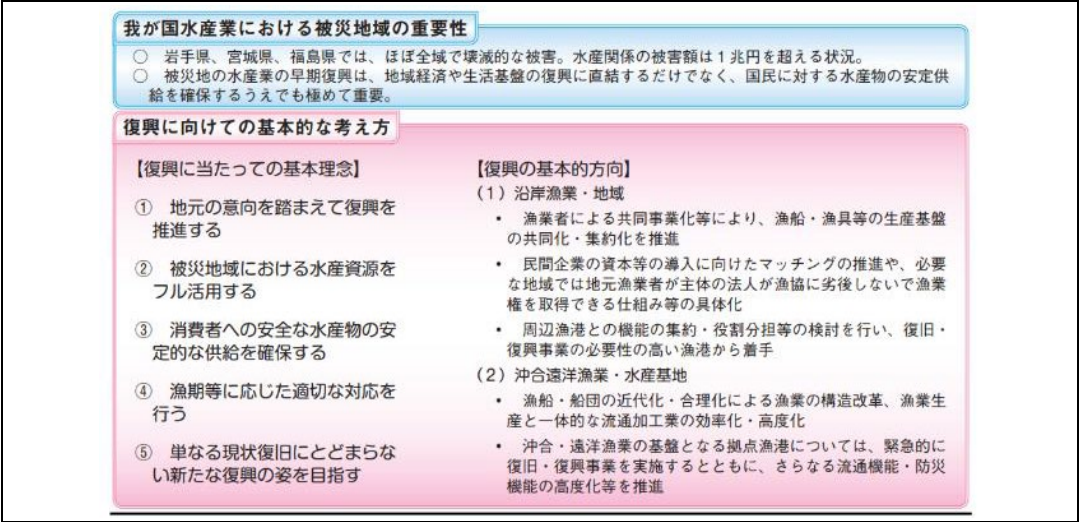 我が国水産業における被災地域の重要性
○ 岩手県、宮城県、福島県では、ほぼ全域で壊滅的な被害。水産関係の被害額は1兆円を超える状況。
○ 被災地の水産業の早期復興は、地域経済や生活基盤の復興に直結するだけでなく、国民に対する水産物の安定供
給を確保するうえでも極めて重要。
復興に向けての基本的な考え方
【復興に当たっての基本理念】
① 地元の意向を踏まえて復興を
推進する
② 被災地域における水産資源を
フル活用する
③ 消費者への安全な水産物の安
定的な供給を確保する
④ 漁期等に応じた適切な対応を
行う
⑤ 単なる現状復旧にとどまらな
い新たな復興の姿を目指す
【復興の基本的方向】
(1)沿岸漁業・地域
・ 漁業者による共同事業化等により、漁船・漁具等の生産基盤
の共同化・集約化を推進
・ 民間企業の資本等の導入に向けたマッチングの推進や、必要
な地域では地元漁業者が主体の法人が漁協に劣後しないで漁業
権を取得できる仕組み等の具体化
・ 周辺漁港との機能の集約・役割分担等の検討を行い、復旧・
復興事業の必要性の高い漁港から着手
(2)沖合遠洋漁業・水産基地
・ 漁船・船団の近代化・合理化による漁業の構造改革、漁業生
産と一体的な流通加工業の効率化・高度化
・ 沖合・遠洋漁業の基盤となる拠点漁港については、緊急的に
復旧・復興事業を実施するとともに、さらなる流通機能・防災
機能の高度化等を推進